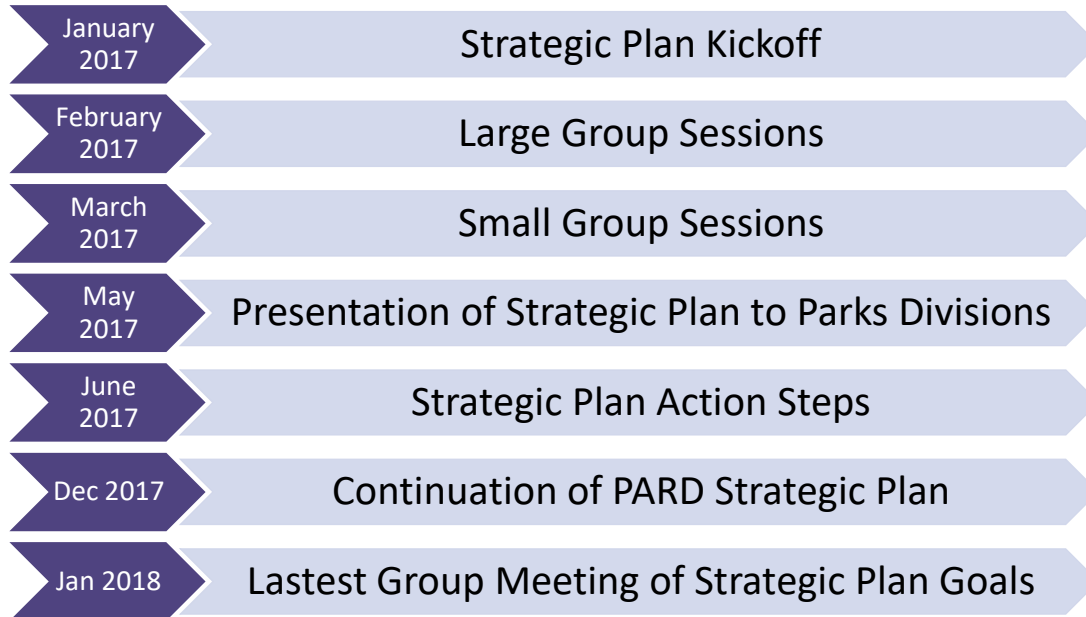 January
2017
Strategic Plan Kickoff
February
2017
Large Group Sessions
March
2017
Small Group Sessions
May
2017
Presentation of Strategic Plan to Parks Divisions
June
2017
Strategic Plan Action Steps
Dec 2017
Continuation of PARD Strategic Plan
Jan 2018
Lastest Group Meeting of Strategic Plan Goals